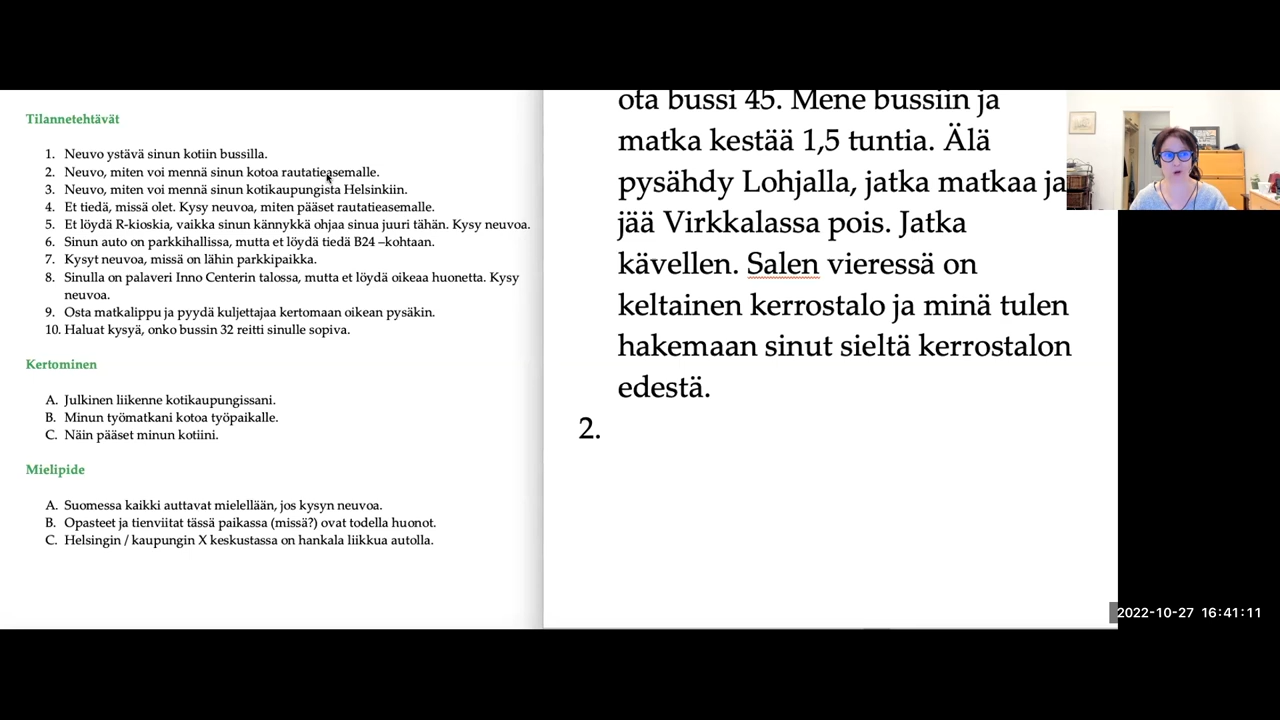 Tilannetehtävät
1. Neuvo ystävä sinun kotiin bussilla.
2. Neuvo, miten voi mennä sinun kotoa rautatieasemalle.
3. Neuvo, miten voi mennä sinun kotikaupungista Helsinkiin.
4. Et tiedä, missä olet. Kysy neuvoa, miten pääset rautatieasemalle.
5. Et löydä R-kioskia, vaikka sinun kännykkä ohjaa sinua juuri tähän. Kysy neuvoa.
6. Sinun auto on parkkihallissa, mutta et löydä tiedä B24 –kohtaan.
7. Kysyt neuvoa, missä on lähin parkkipaikka.
8. Sinulla on palaveri Inno Centerin talossa, mutta et löydä oikeaa huonetta. Kysy
neuvoa.
9. Osta matkalippu ja pyydä kuljettajaa kertomaan oikean pysäkin.
10. Haluat kysyä, onko bussin 32 reitti sinulle sopiva.
Kertominen
A. Julkinen liikenne kotikaupungissani.
B. Minun työmatkani kotoa työpaikalle.
C. Näin pääset minun kotiini.
Mielipide
A. Suomessa kaikki auttavat mielellään, jos kysyn neuvoa.
B. Opasteet ja tienviitat tässä paikassa (missä?) ovat todella huonot.
C. Helsingin / kaupungin X keskustassa on hankala liikkua autolla.
ota bussi 45. Mene bussiin ja
matka kestää 1,5 tuntia. Älä
pysähdy Lohjalla, jatka matkaa ja
jää Virkkalassa pois. Jatka
kävellen. Salen vieressä on
keltainen kerrostalo ja minä tulen
hakemaan sinut sieltä kerrostalon
edestä.
2.
2022-10-27 16:41:11